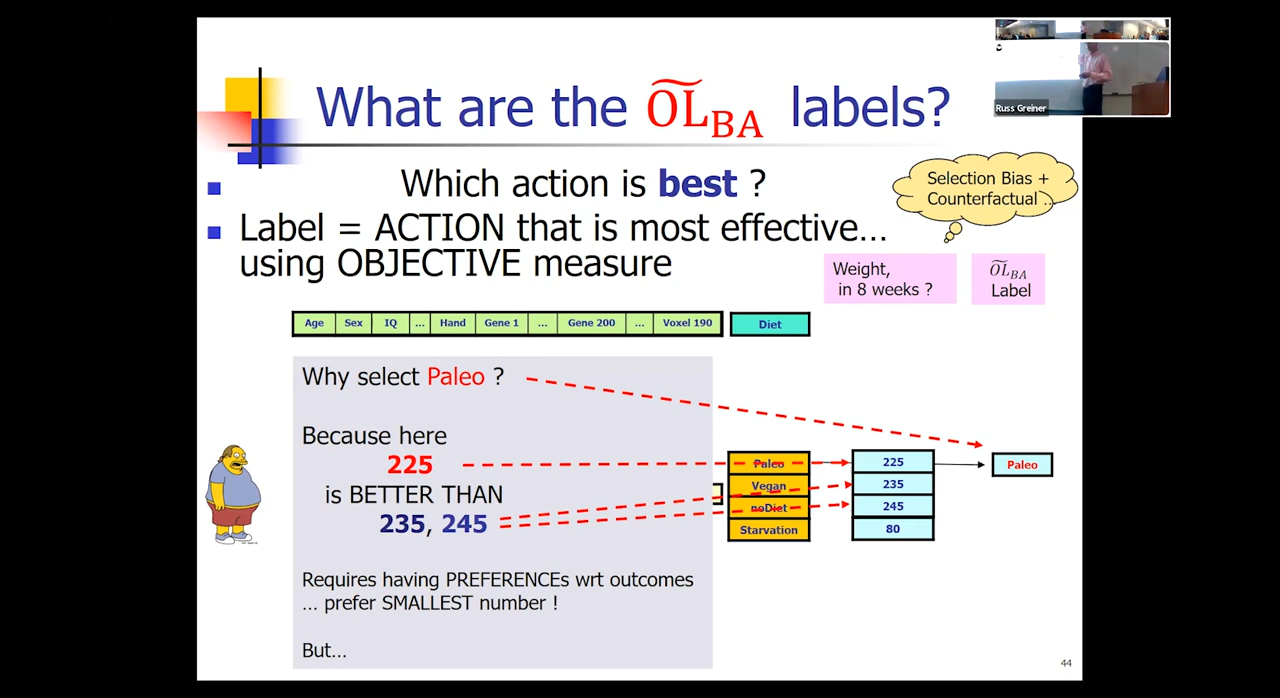 What are the O͠L_BA labels?
Russ Greiner
Which action is best ?
Selection Bias +
Counterfactual ..
Label = ACTION that is most effective…
using OBJECTIVE measure
Weight,
in 8 weeks ?
O͠L_BA
Label
Age Sex IQ ... Hand Gene 1 ... Gene 200 ... Voxel 190 Diet
Why select Paleo ?
Because here
225
is BETTER THAN
235, 245
Paleo 225 Paleo
Vegan 235
noDiet 245
Starvation 80
Requires having PREFERENCEs wrt outcomes
… prefer SMALLEST number !
But…
44